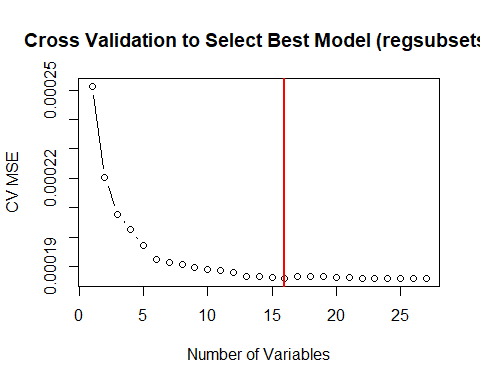 Cross Validation to Select Best Model (regsubsets
0.00025
0.00022
0.00019
CV MSE
0 5 10 15 20 25
Number of Variables